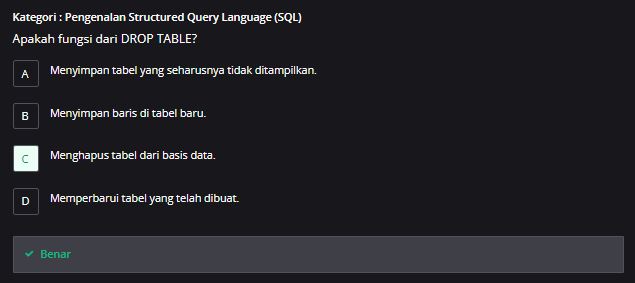 Kategori : Pengenalan Structured Query Language (SQL)
Apakah fungsi dari DROP TABLE?
A Menyimpan tabel yang seharusnya tidak ditampilkan.
B Menyimpan baris di tabel baru.
C Menghapus tabel dari basis data.
D Memperbarui tabel yang telah dibuat.
✓ Benar